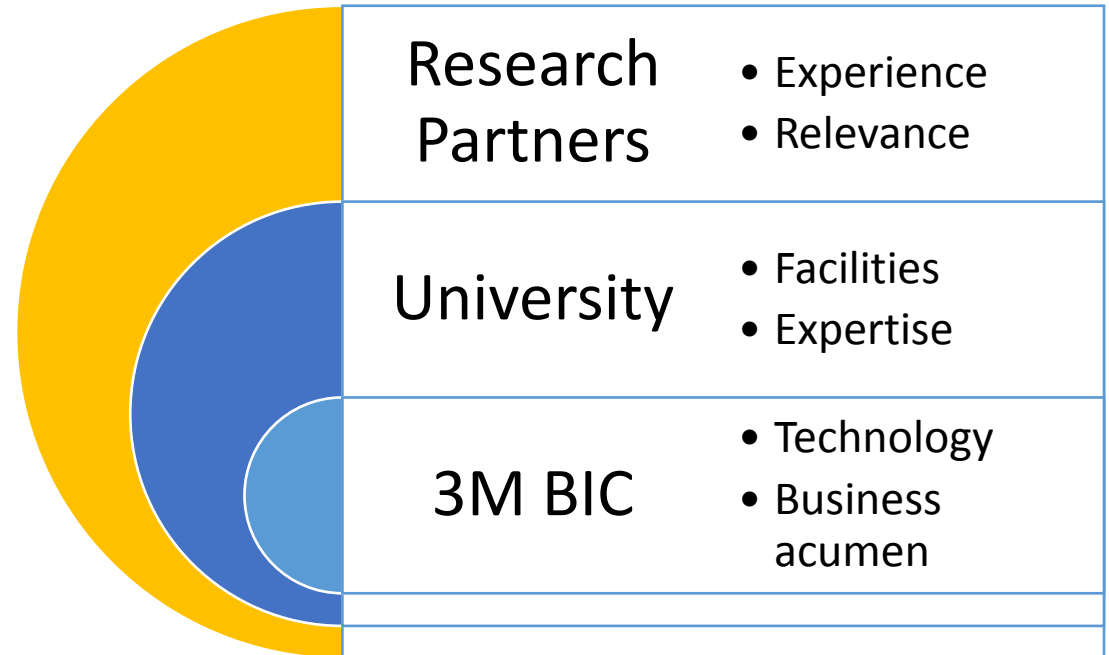 Research
Partners
• Experience
• Relevance
University
• Facilities
• Expertise
3M BIC
• Technology
• Business
acumen